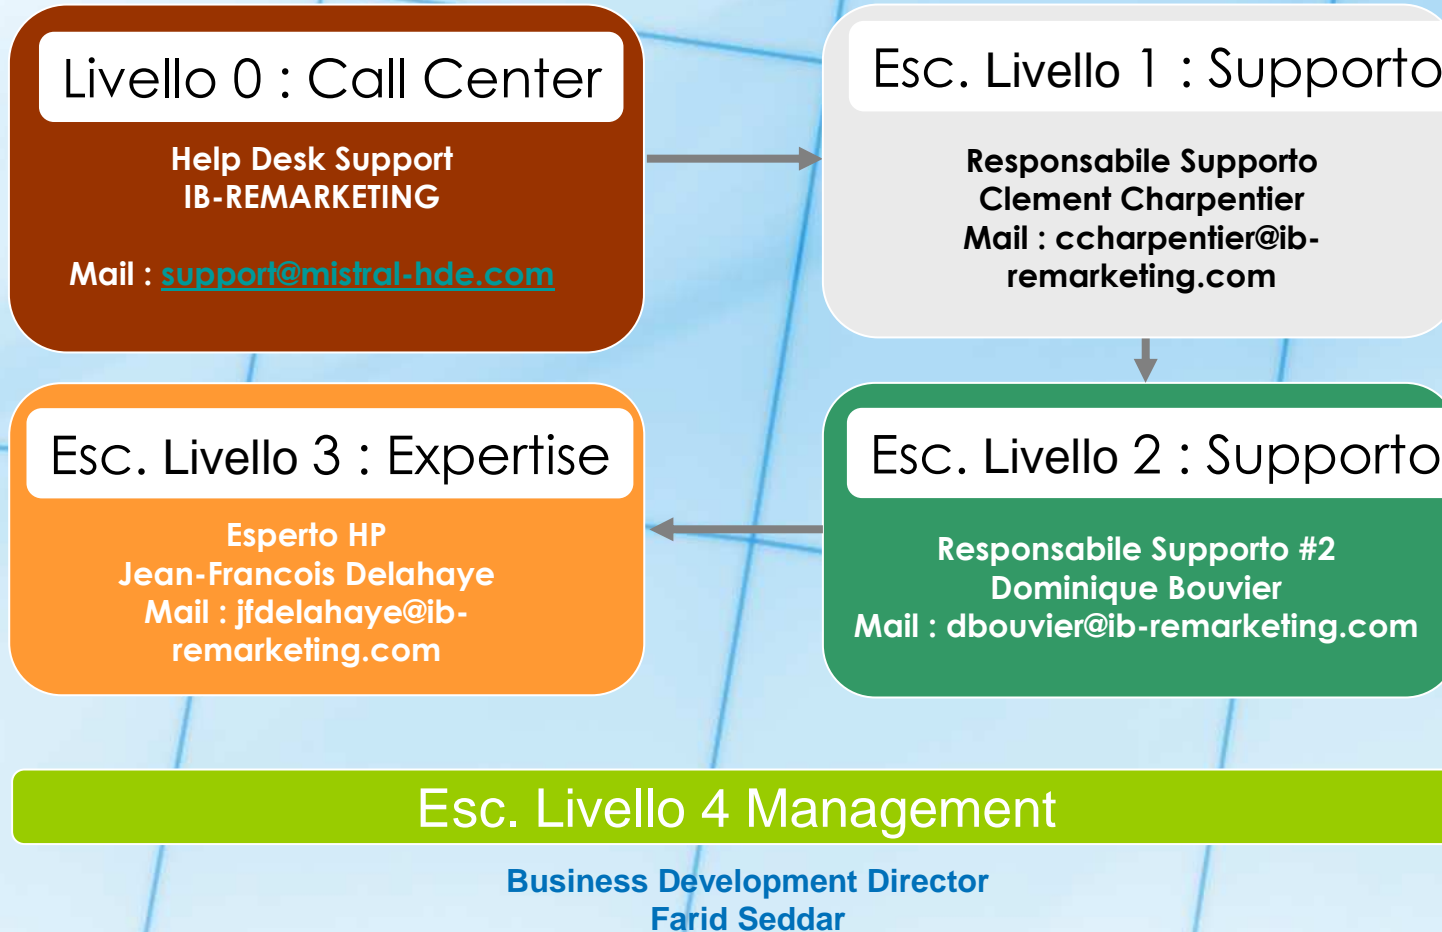 Livello 0 : Call Center
Help Desk Support
IB-REMARKETING
Mail : support@mistral-hde.com
Esc. Livello 1 : Supporto
Responsabile Supporto
Clement Charpentier
Mail : ccharpentier@ib-
remarketing.com
Esc. Livello 3 : Expertise
Esperto HP
Jean-Francois Delahaye
Mail : jfdelahaye@ib-
remarketing.com
Esc. Livello 2 : Supporto
Responsabile Supporto #2
Dominique Bouvier
Mail : dbouvier@ib-remarketing.com
Esc. Livello 4 Management
Business Development Director
Farid Seddar